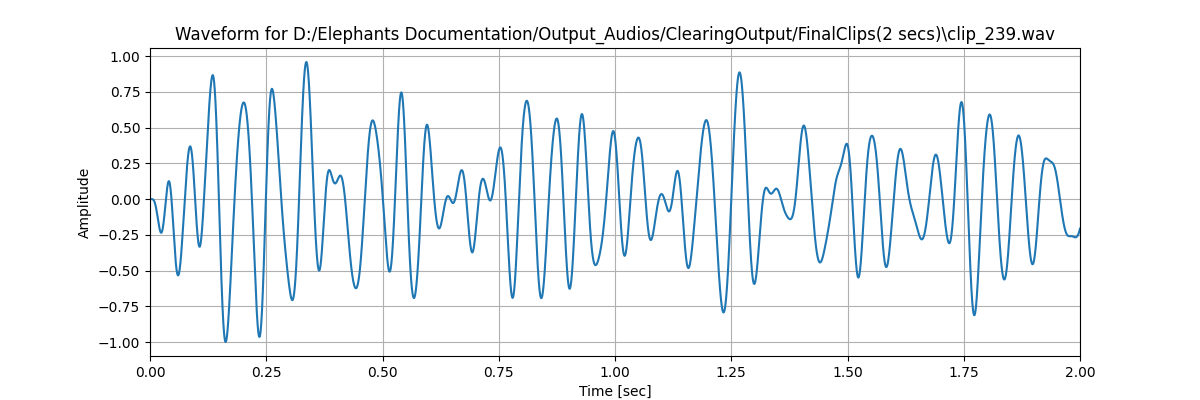 Waveform for D:/Elephants Documentation/Output_Audios/ClearingOutput/FinalClips(2 secs)\clip_239.wav
1.00
0.75
0.50
0.25
0.00
−0.25
−0.50
−0.75
−1.00
Amplitude
0.00 0.25 0.50 0.75 1.00 1.25 1.50 1.75 2.00
Time [sec]